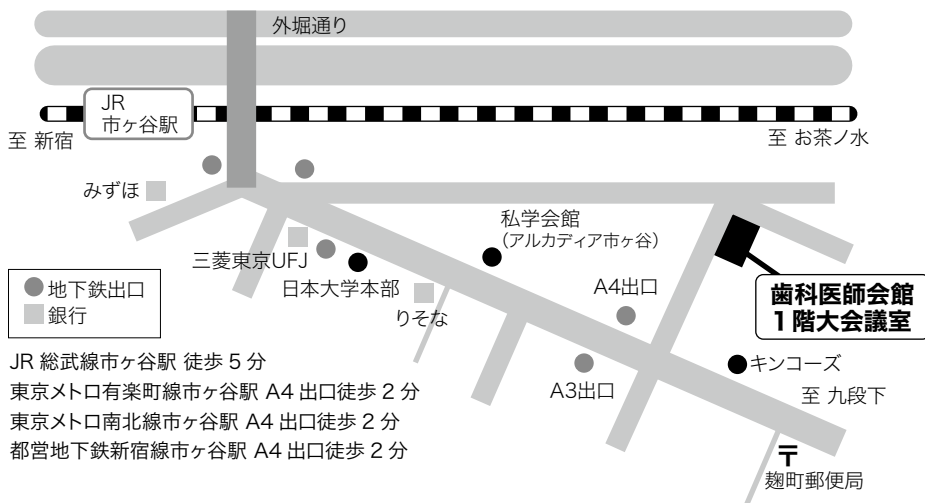 外堀通り
JR
市ヶ谷駅
至 新宿
至 お茶ノ水
みずほ
私学会館
(アルカディア市ヶ谷)
三菱東京UFJ
日本大学本部
りそな
A4出口
地下鉄出口
銀行
歯科医師会館
1階大会議室
A3出口
キンコーズ
至 九段下
JR 総武線市ヶ谷駅 徒歩 5 分
東京メトロ有楽町線市ヶ谷駅 A4 出口徒歩 2 分
東京メトロ南北線市ヶ谷駅 A4 出口徒歩 2 分
都営地下鉄新宿線市ヶ谷駅 A4 出口徒歩 2 分
〒
麹町郵便局